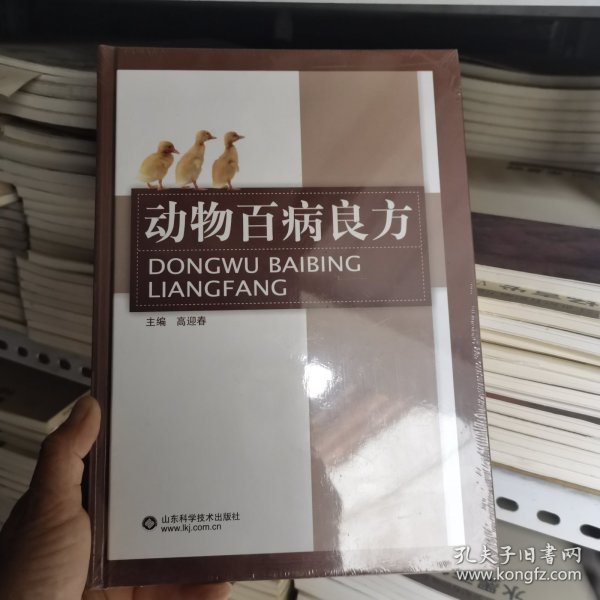 动物百病良方
DONGWU BAIBING
LIANGFANG
主编 高迎春
山东科学技术出版社
www.lkj.com.cn
孔夫子旧书网
www.kongfz.com